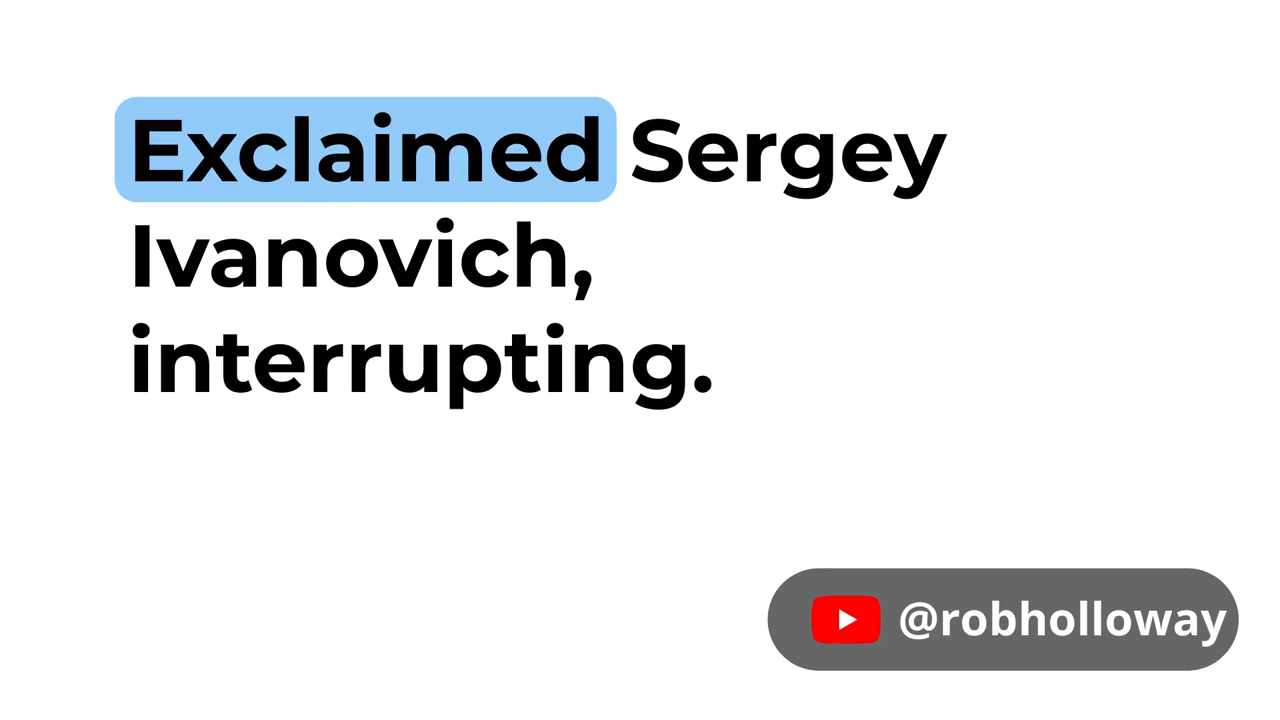 Exclaimed Sergey
Ivanovich,
interrupting.
@robholloway